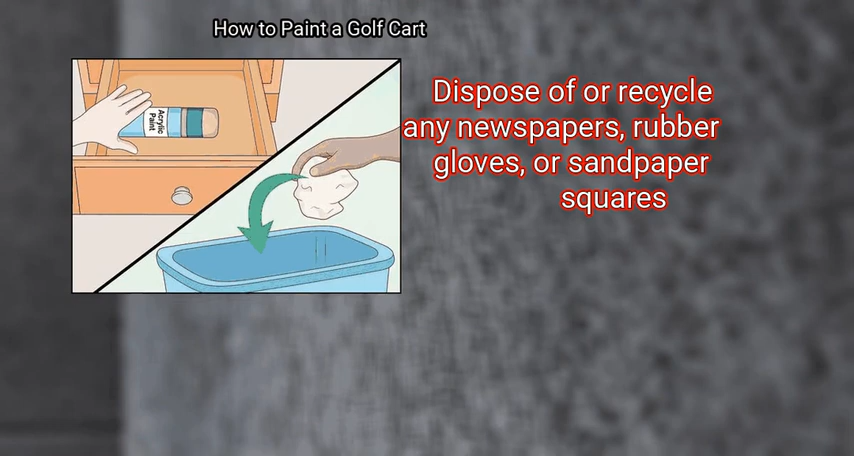 How to Paint a Golf Cart
Acrylic
Paint
Dispose of or recycle
any newspapers, rubber
gloves, or sandpaper
squares